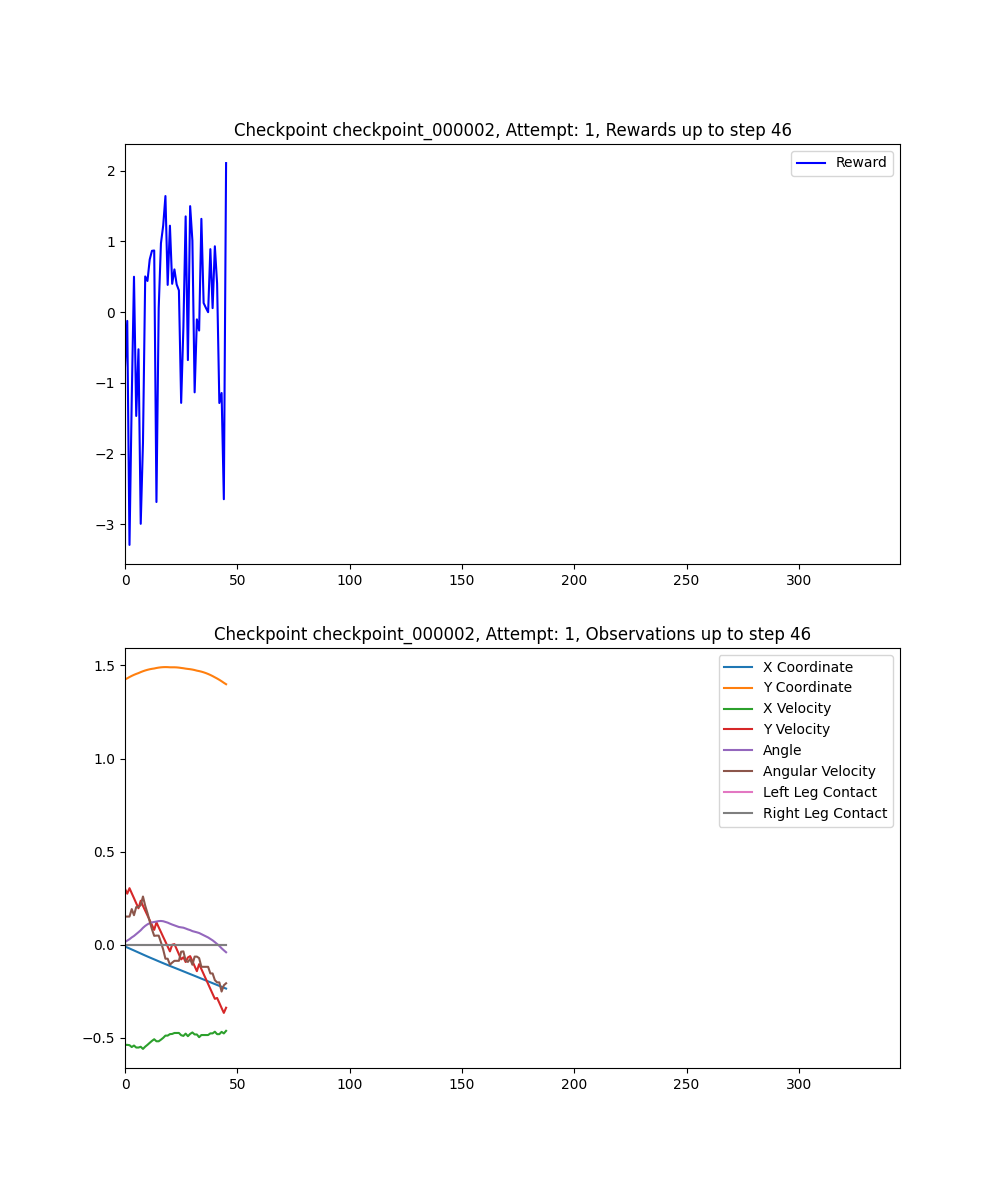 Checkpoint checkpoint_000002, Attempt: 1, Rewards up to step 46
Reward
2
1
0
−1
−2
−3
0 50 100 150 200 250 300
Checkpoint checkpoint_000002, Attempt: 1, Observations up to step 46
X Coordinate
Y Coordinate
X Velocity
Y Velocity
Angle
Angular Velocity
Left Leg Contact
Right Leg Contact
1.5
1.0
0.5
0.0
−0.5
0 50 100 150 200 250 300